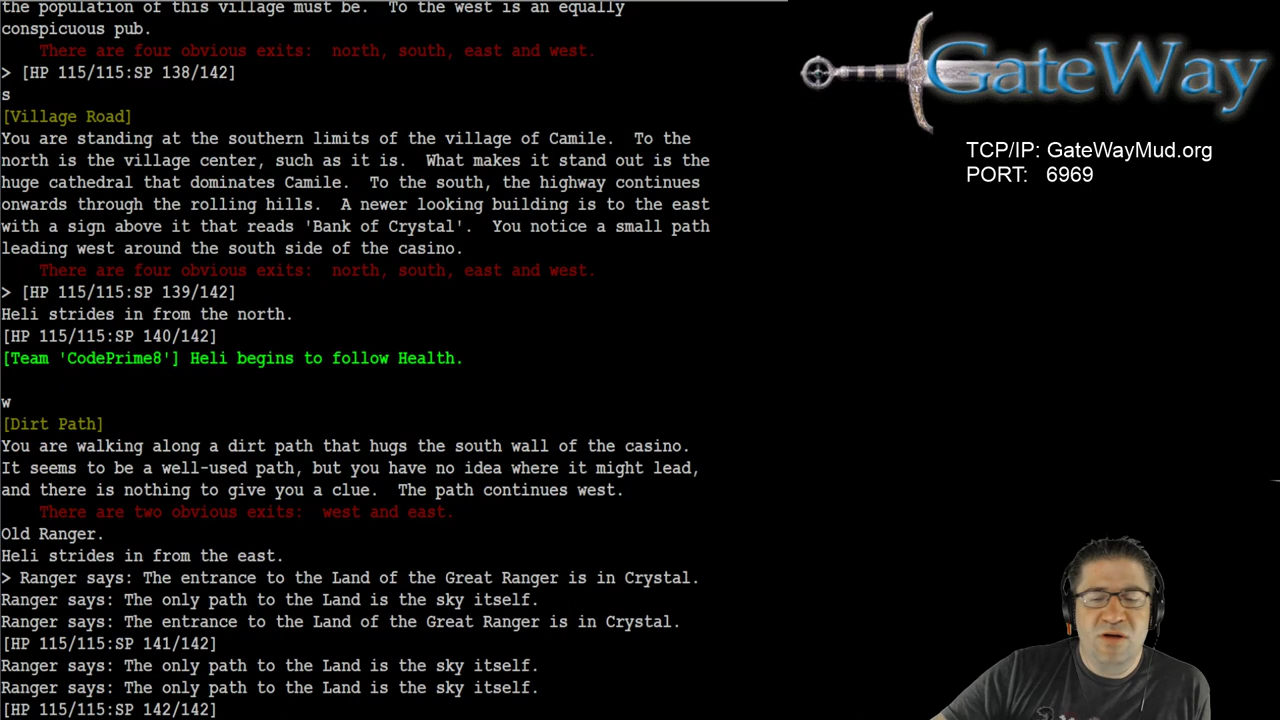 the population of this village must be.  To the west is an equally
conspicuous pub.
There are four obvious exits:  north, south, east and west.
> [HP 115/115:SP 138/142]
s
[Village Road]
You are standing at the southern limits of the village of Camile.  To the
north is the village center, such as it is.  What makes it stand out is the
huge cathedral that dominates Camile.  To the south, the highway continues
onwards through the rolling hills.  A newer looking building is to the east
with a sign above it that reads 'Bank of Crystal'.  You notice a small path
leading west around the south side of the casino.
There are four obvious exits:  north, south, east and west.
> [HP 115/115:SP 139/142]
Heli strides in from the north.
[HP 115/115:SP 140/142]
[Team 'CodePrime8'] Heli begins to follow Health.
w
[Dirt Path]
You are walking along a dirt path that hugs the south wall of the casino.
It seems to be a well-used path, but you have no idea where it might lead,
and there is nothing to give you a clue.  The path continues west.
There are two obvious exits:  west and east.
Old Ranger.
Heli strides in from the east.
> Ranger says: The entrance to the Land of the Great Ranger is in Crystal.
Ranger says: The only path to the Land is the sky itself.
Ranger says: The entrance to the Land of the Great Ranger is in Crystal.
[HP 115/115:SP 141/142]
Ranger says: The only path to the Land is the sky itself.
Ranger says: The only path to the Land is the sky itself.
[HP 115/115:SP 142/142]
GateWay
TCP/IP: GateWayMud.org
PORT:   6969